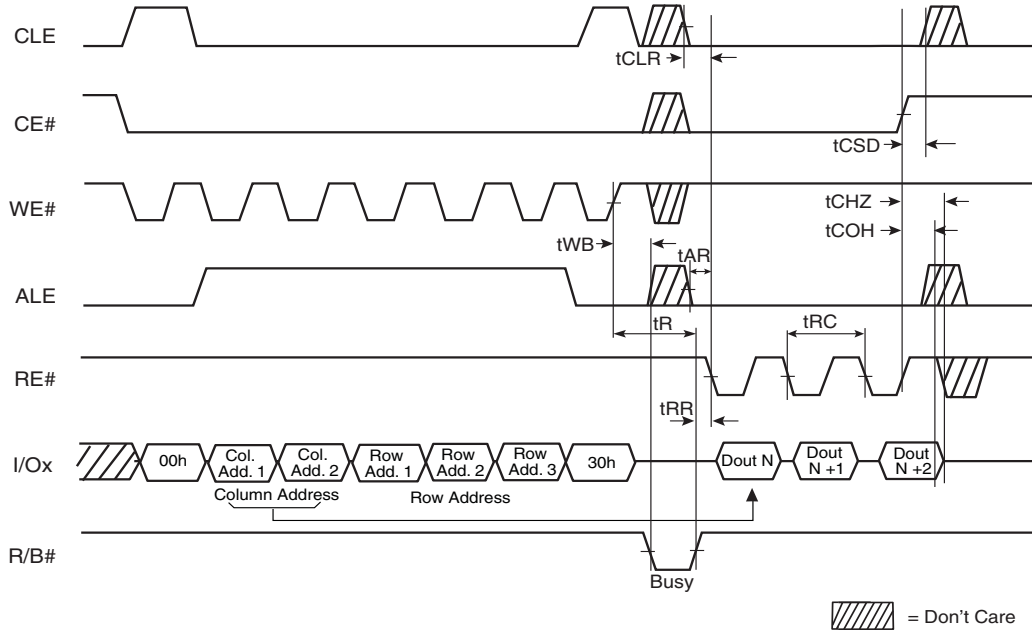 CLE
tCLR
CE#
tCSD
WE#
tCHZ
tCOH
tWB
tAR
ALE
tR
tRC
RE#
tRR
I/Ox
00h
Col. Add. 1
Col. Add. 2
Row Add. 1
Row Add. 2
Row Add. 3
30h
Dout N
Dout N +1
Dout N +2
Column Address
Row Address
R/B#
Busy
= Don't Care